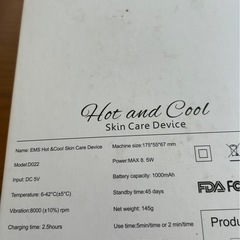 Hot and Cool
Skin Care Device
Name: EMS Hot &Cool Skin Care Device
Machine size:175*55*67 mm
Model:D022
Power:MAX 8. 5W
Input:DC 5V
Battery capacity: 1000mAh
Temperature: 6-42°C(±5°C)
Standby time:45 days
Vibration:8000 (±10%) rpm
Net weight: 145g
Charging time: 2.5hours
Use time:5min/time or 2 min/time
FDA FC
Produ